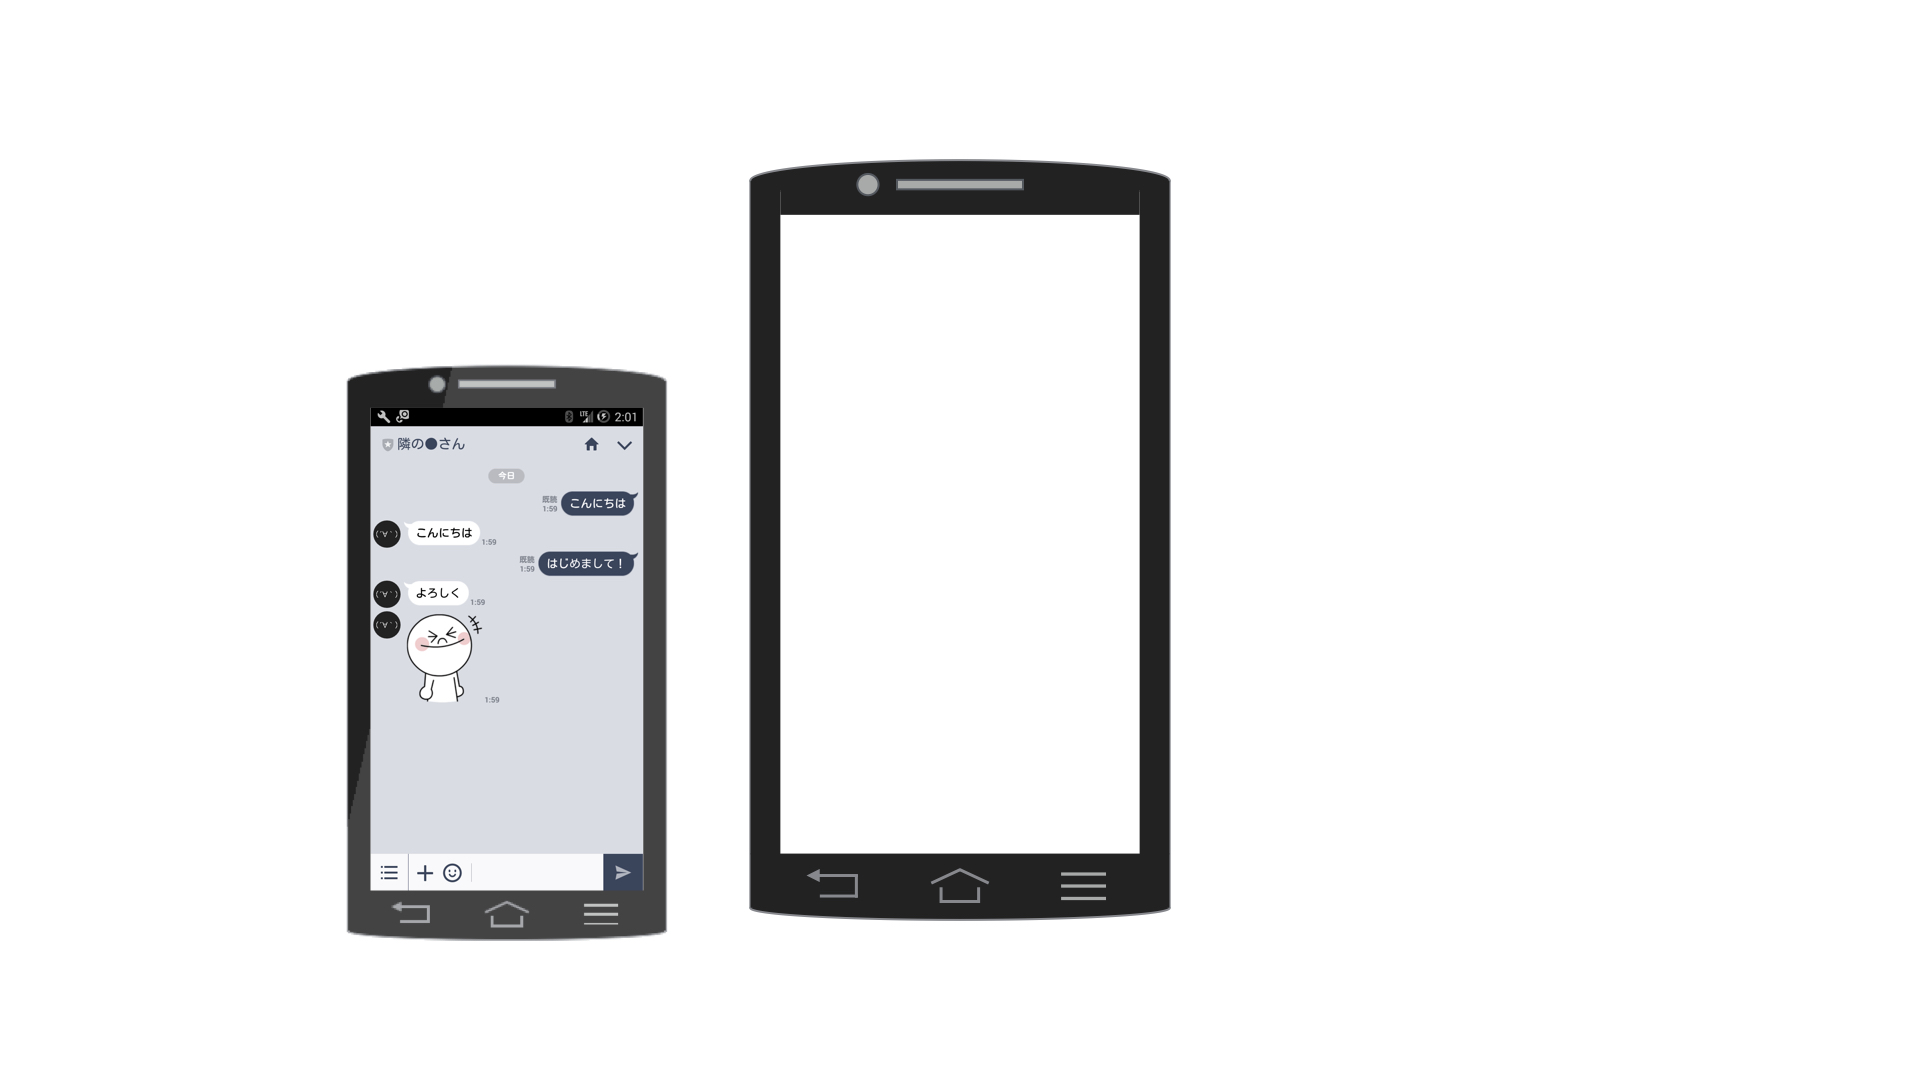 LTE 2:01
隣の●さん
今日
既読
1:59 こんにちは
こんにちは 1:59
既読
1:59 はじめまして！
よろしく 1:59
1:59